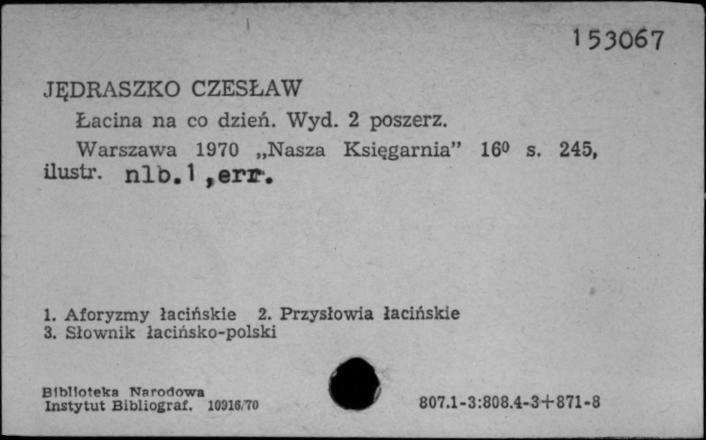 153067
JĘDRASZKO CZESŁAW
Łacina na co dzień. Wyd. 2 poszerz.
Warszawa 1970 „Nasza Księgarnia” 16⁰ s. 245,
ilustr. nlb.1,err.
1. Aforyzmy łacińskie 2. Przysłowia łacińskie
3. Słownik łacińsko-polski
Biblioteka Narodowa
Instytut Bibliograf. 10916/70
807.1-3:808.4-3+871-8